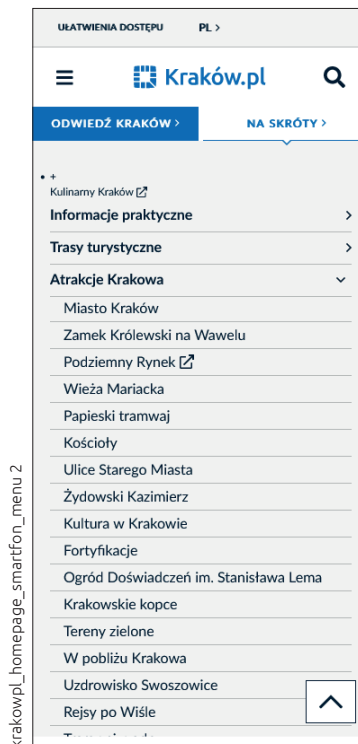 UŁATWIENIA DOSTĘPU PL >
Kraków.pl
ODWIEDŹ KRAKÓW > NA SKRÓTY >
+
Kulinarny Kraków
Informacje praktyczne
Trasy turystyczne
Atrakcje Krakowa
Miasto Kraków
Zamek Królewski na Wawelu
Podziemny Rynek
Wieża Mariacka
Papieski tramwaj
Kościoły
Ulice Starego Miasta
Żydowski Kazimierz
Kultura w Krakowie
Fortyfikacje
Ogród Doświadczeń im. Stanisława Lema
Krakowskie kopce
Tereny zielone
W pobliżu Krakowa
Uzdrowisko Swoszowice
Rejsy po Wiśle
krakowpl_homepage_smartfon_menu 2